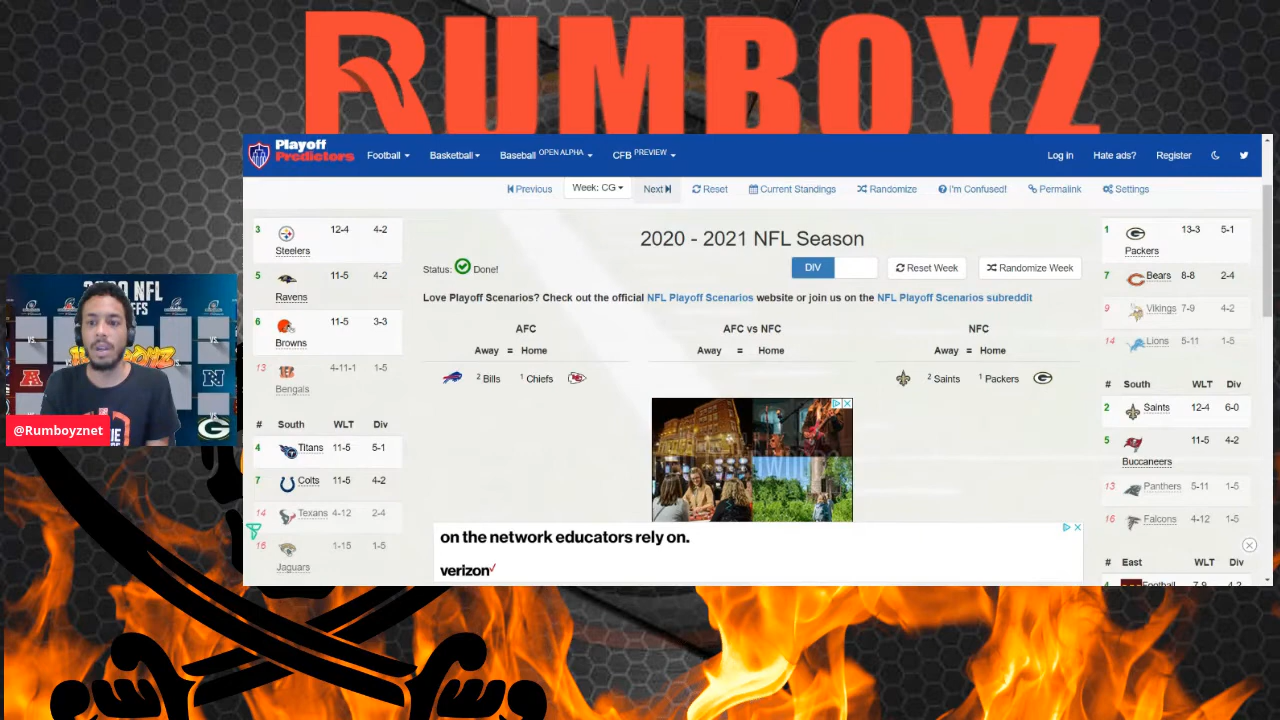 RUMBOYZ
Playoff
Predictors
Football
Basketball
Baseball OPEN ALPHA
CFB PREVIEW
Log in
Hate ads?
Register
Previous
Week: CG
Next
Reset
Current Standings
Randomize
I'm Confused!
Permalink
Settings
3 Steelers 12-4 4-2
5 Ravens 11-5 4-2
6 Browns 11-5 3-3
13 Bengals 4-11-1 1-5
# South WLT Div
4 Titans 11-5 5-1
7 Colts 11-5 4-2
14 Texans 4-12 2-4
16 Jaguars 1-15 1-5
2020 - 2021 NFL Season
Status: Done!
DIV
Reset Week
Randomize Week
Love Playoff Scenarios? Check out the official NFL Playoff Scenarios website or join us on the NFL Playoff Scenarios subreddit
AFC
Away = Home
2 Bills 1 Chiefs
AFC vs NFC
Away = Home
NFC
Away = Home
2 Saints 1 Packers
on the network educators rely on.
verizon✓
1 Packers 13-3 5-1
7 Bears 8-8 2-4
9 Vikings 7-9 4-2
14 Lions 5-11 1-5
# South WLT Div
2 Saints 12-4 6-0
5 Buccaneers 11-5 4-2
13 Panthers 5-11 1-5
16 Falcons 4-12 1-5
# East WLT Div
4 Football 7-9 4-2
NFL
VS.
VS.
@Rumboyznet